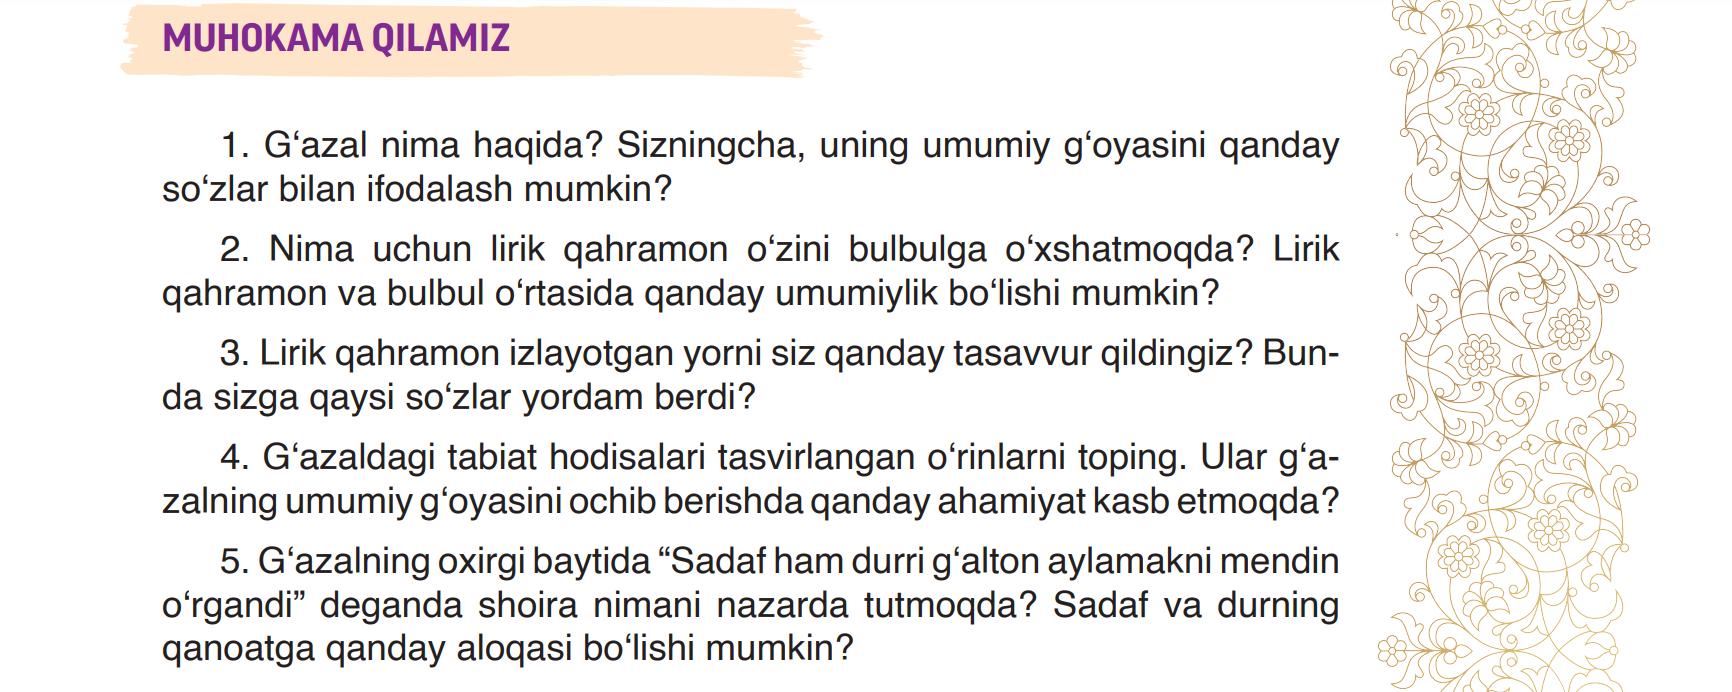 MUHOKAMA QILAMIZ
1. G‘azal nima haqida? Sizningcha, uning umumiy g‘oyasini qanday
so‘zlar bilan ifodalash mumkin?
2. Nima uchun lirik qahramon o‘zini bulbulga o‘xshatmoqda? Lirik
qahramon va bulbul o‘rtasida qanday umumiylik bo‘lishi mumkin?
3. Lirik qahramon izlayotgan yorni siz qanday tasavvur qildingiz? Bun-
da sizga qaysi so‘zlar yordam berdi?
4. G‘azaldagi tabiat hodisalari tasvirlangan o‘rinlarni toping. Ular g‘a-
zalning umumiy g‘oyasini ochib berishda qanday ahamiyat kasb etmoqda?
5. G‘azalning oxirgi baytida “Sadaf ham durri g‘alton aylamakni mendin
o‘rgandi” deganda shoira nimani nazarda tutmoqda? Sadaf va durning
qanoatga qanday aloqasi bo‘lishi mumkin?